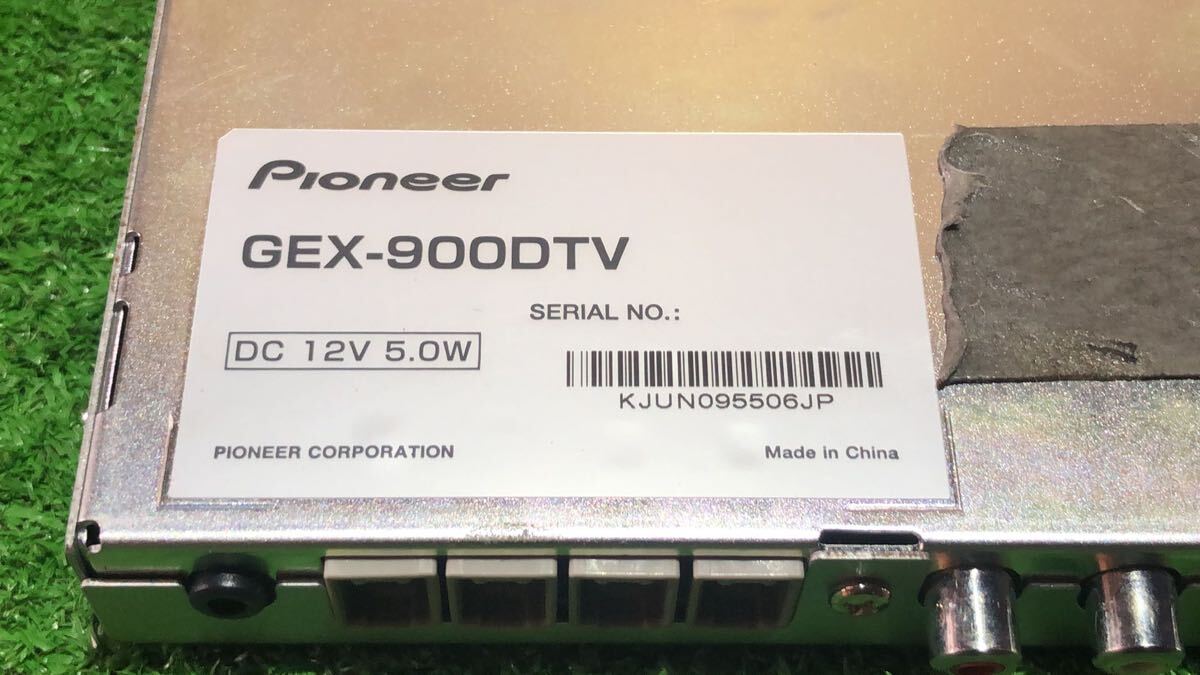 Pioneer
GEX-900DTV
SERIAL NO.:
DC 12V 5.0W
KJUN095506JP
PIONEER CORPORATION
Made in China